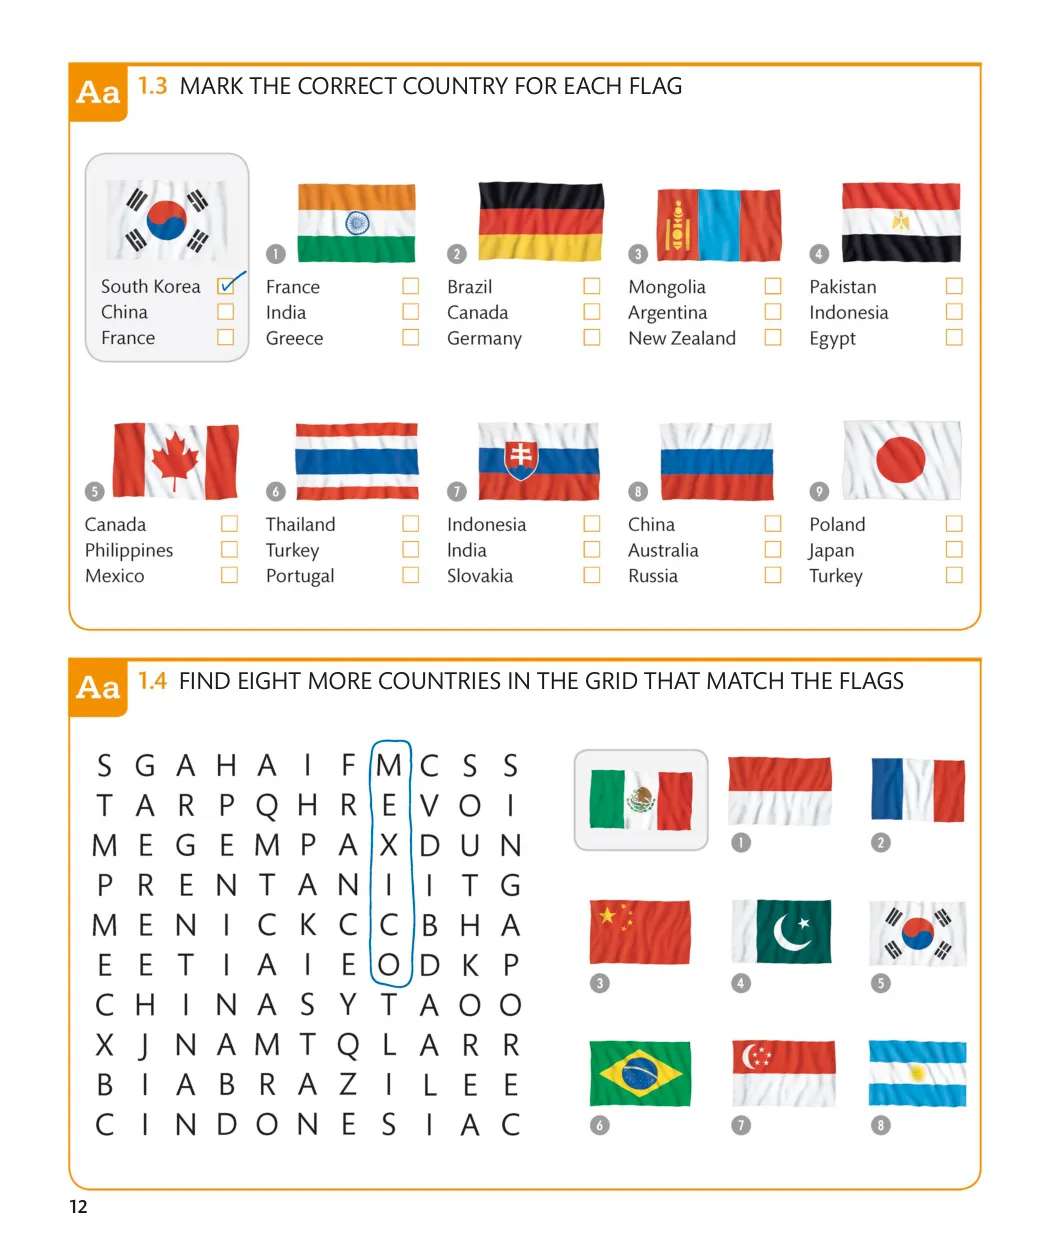 Aa 1.3 MARK THE CORRECT COUNTRY FOR EACH FLAG
South Korea
China
France
1
France
India
Greece
2
Brazil
Canada
Germany
3
Mongolia
Argentina
New Zealand
4
Pakistan
Indonesia
Egypt
5
Canada
Philippines
Mexico
6
Thailand
Turkey
Portugal
7
Indonesia
India
Slovakia
8
China
Australia
Russia
9
Poland
Japan
Turkey
Aa 1.4 FIND EIGHT MORE COUNTRIES IN THE GRID THAT MATCH THE FLAGS
S G A H A I F M C S S
T A R P Q H R E V O I
M E G E M P A X D U N
P R E N T A N I I T G
M E N I C K C C B H A
E E T I A I E O D K P
C H I N A S Y T A O O
X J N A M T Q L A R R
B I A B R A Z I L E E
C I N D O N E S I A C
1
2
3
4
5
6
7
8
12